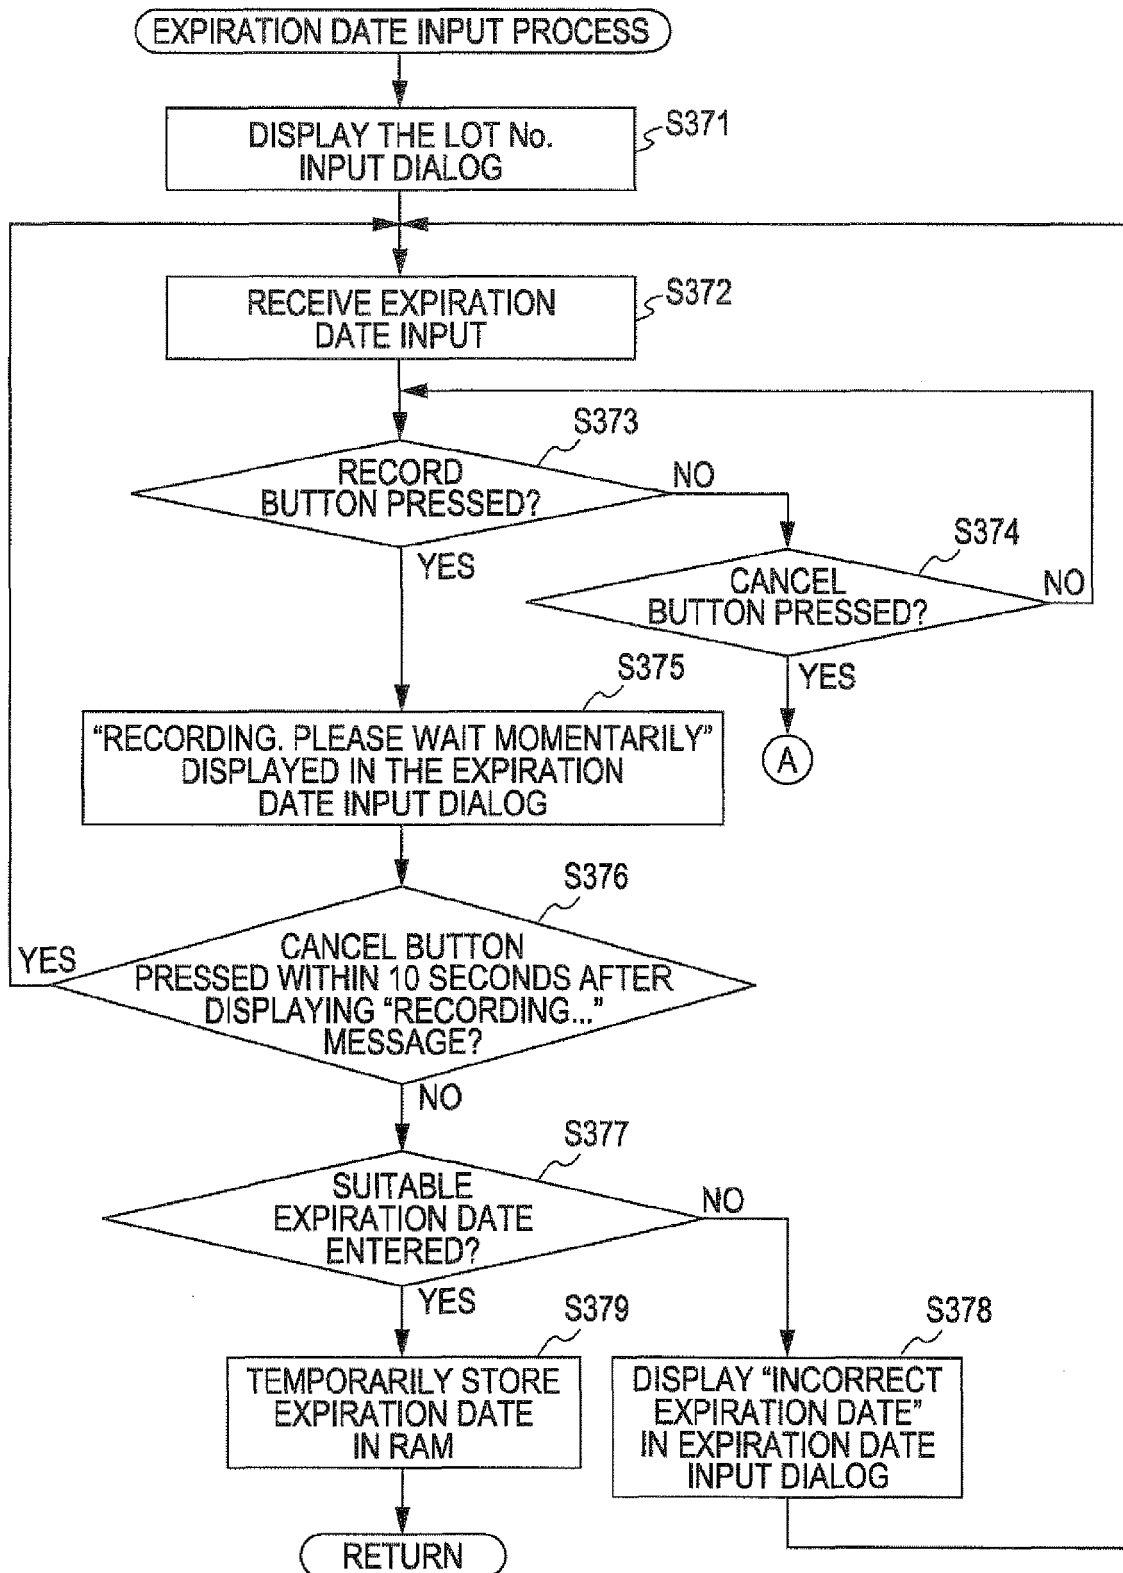 EXPIRATION DATE INPUT PROCESS
S371
DISPLAY THE LOT No.
INPUT DIALOG
S372
RECEIVE EXPIRATION
DATE INPUT
S373
RECORD
BUTTON PRESSED?
NO
YES
S374
CANCEL
BUTTON PRESSED?
NO
YES
A
S375
“RECORDING. PLEASE WAIT MOMENTARILY”
DISPLAYED IN THE EXPIRATION
DATE INPUT DIALOG
S376
YES
CANCEL BUTTON
PRESSED WITHIN 10 SECONDS AFTER
DISPLAYING “RECORDING...”
MESSAGE?
NO
S377
SUITABLE
EXPIRATION DATE
ENTERED?
NO
YES
S379
TEMPORARILY STORE
EXPIRATION DATE
IN RAM
S378
DISPLAY “INCORRECT
EXPIRATION DATE”
IN EXPIRATION DATE
INPUT DIALOG
RETURN